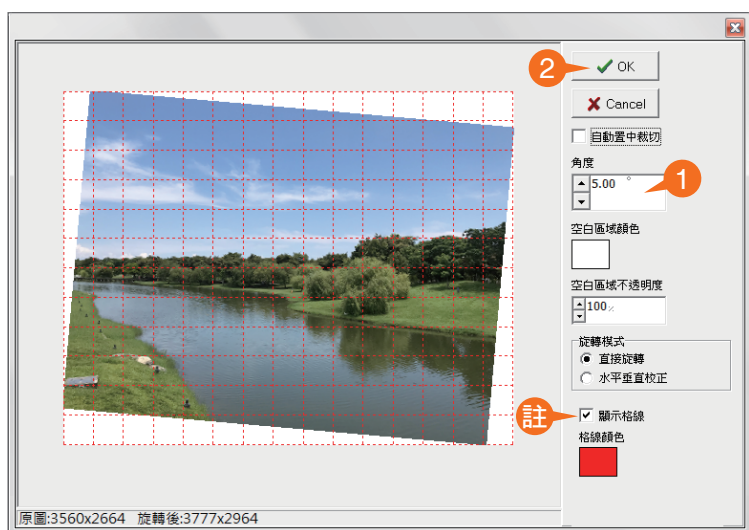 2
OK
Cancel
自動置中裁切
角度
5.00 °
1
空白區域顏色
空白區域不透明度
100%
旋轉模式
直接旋轉
水平垂直校正
註
顯示格線
格線顏色
原圖:3560x2664 旋轉後:3777x2964